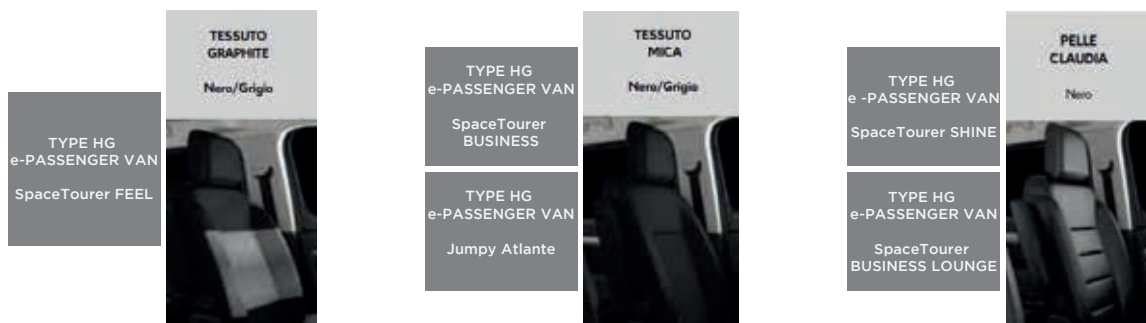 TYPE HG
e-PASSENGER VAN
SpaceTourer FEEL
TESSUTO
GRAPHITE
Nero/Grigio
TYPE HG
e-PASSENGER VAN
SpaceTourer
BUSINESS
TYPE HG
e-PASSENGER VAN
Jumpy Atlante
TESSUTO
MICA
Nero/Grigio
TYPE HG
e -PASSENGER VAN
SpaceTourer SHINE
TYPE HG
e-PASSENGER VAN
SpaceTourer
BUSINESS LOUNGE
PELLE
CLAUDIA
Nero